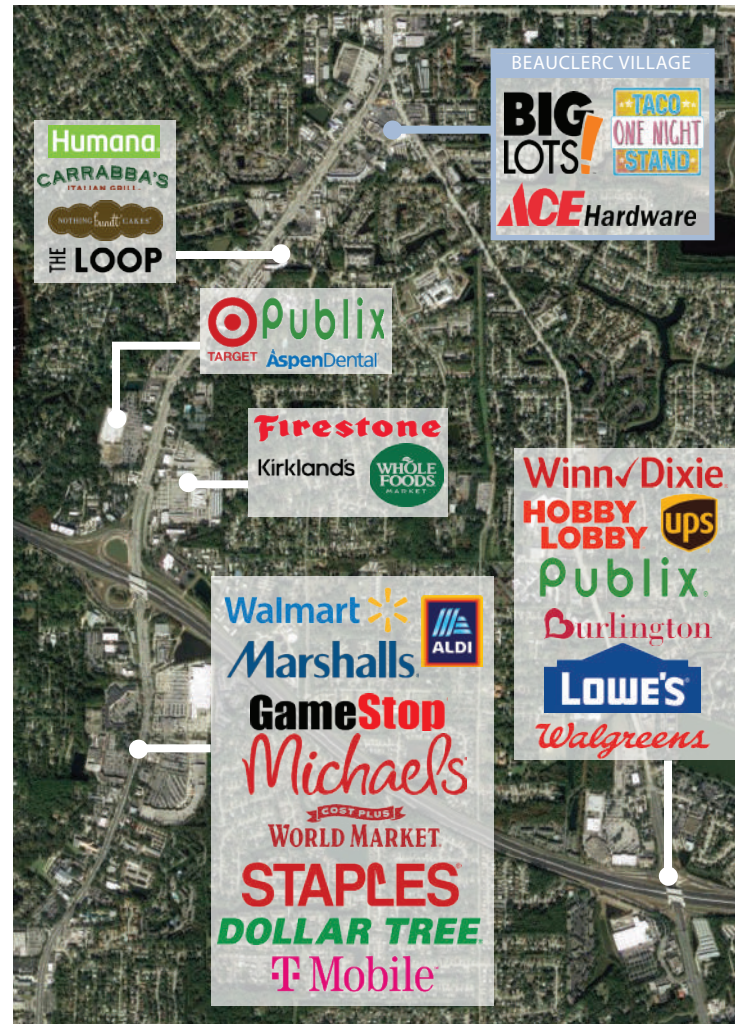 BEAUCLERC VILLAGE
BIG
LOTS!
TACO
ONE NIGHT
STAND
ACE Hardware
Humana
CARRABBA'S
ITALIAN GRILL
NOTHING bundt CAKES
THE LOOP
TARGET
Publix
AspenDental
Firestone
Kirkland's
WHOLE
FOODS
MARKET
Winn Dixie
HOBBY
LOBBY
ups
Publix
Burlington
LOWE'S
Walgreens
Walmart
ALDI
Marshalls
GameStop
Michaels
COST PLUS
WORLD MARKET
STAPLES
DOLLAR TREE
T Mobile